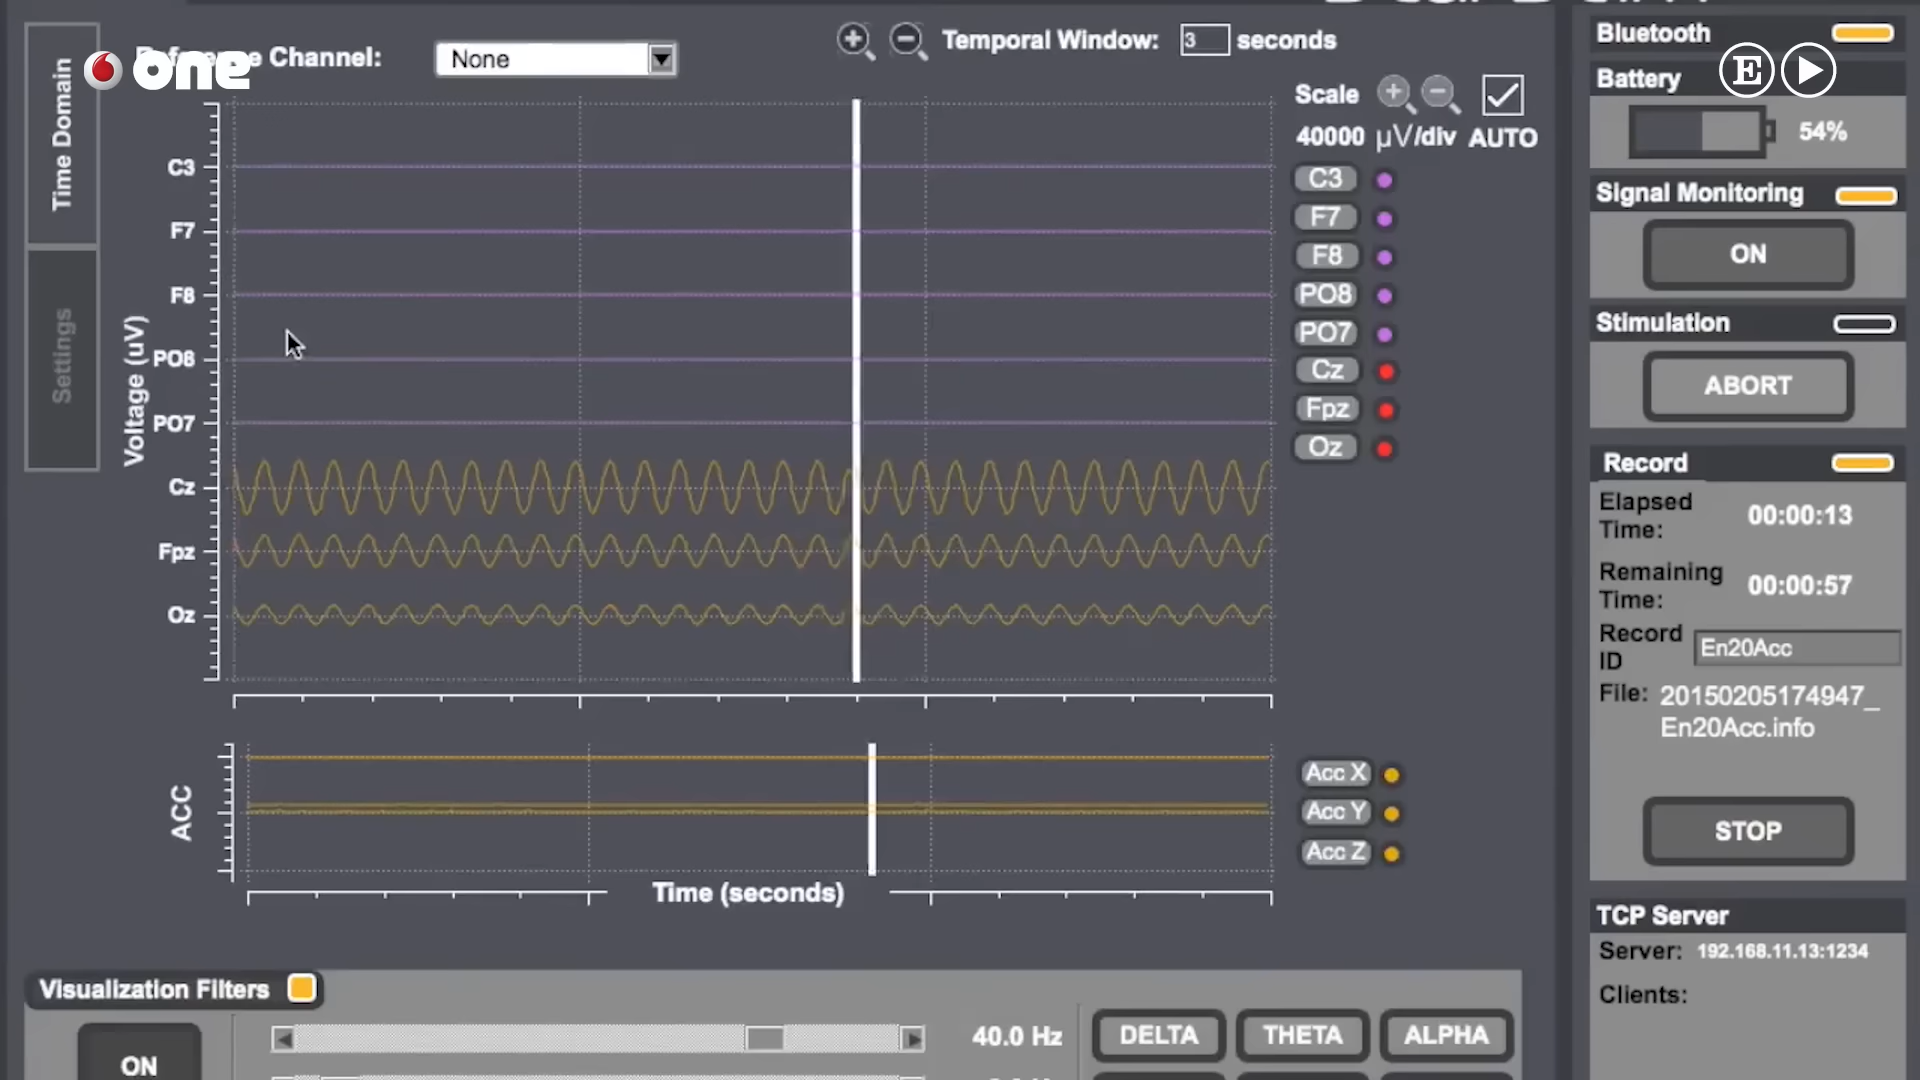 Reference Channel:
None
Temporal Window: 3 seconds
one
E
Time Domain
Settings
Voltage (uV)
C3
F7
F8
PO8
PO7
Cz
Fpz
Oz
Scale
40000 µV/div AUTO
C3
F7
F8
PO8
PO7
Cz
Fpz
Oz
ACC
Acc X
Acc Y
Acc Z
Time (seconds)
Visualization Filters
ON
40.0 Hz
DELTA THETA ALPHA
Bluetooth
Battery
54%
Signal Monitoring
ON
Stimulation
ABORT
Record
Elapsed
Time: 00:00:13
Remaining
Time: 00:00:57
Record
ID En20Acc
File: 20150205174947_
En20Acc.info
STOP
TCP Server
Server: 192.168.11.13:1234
Clients: